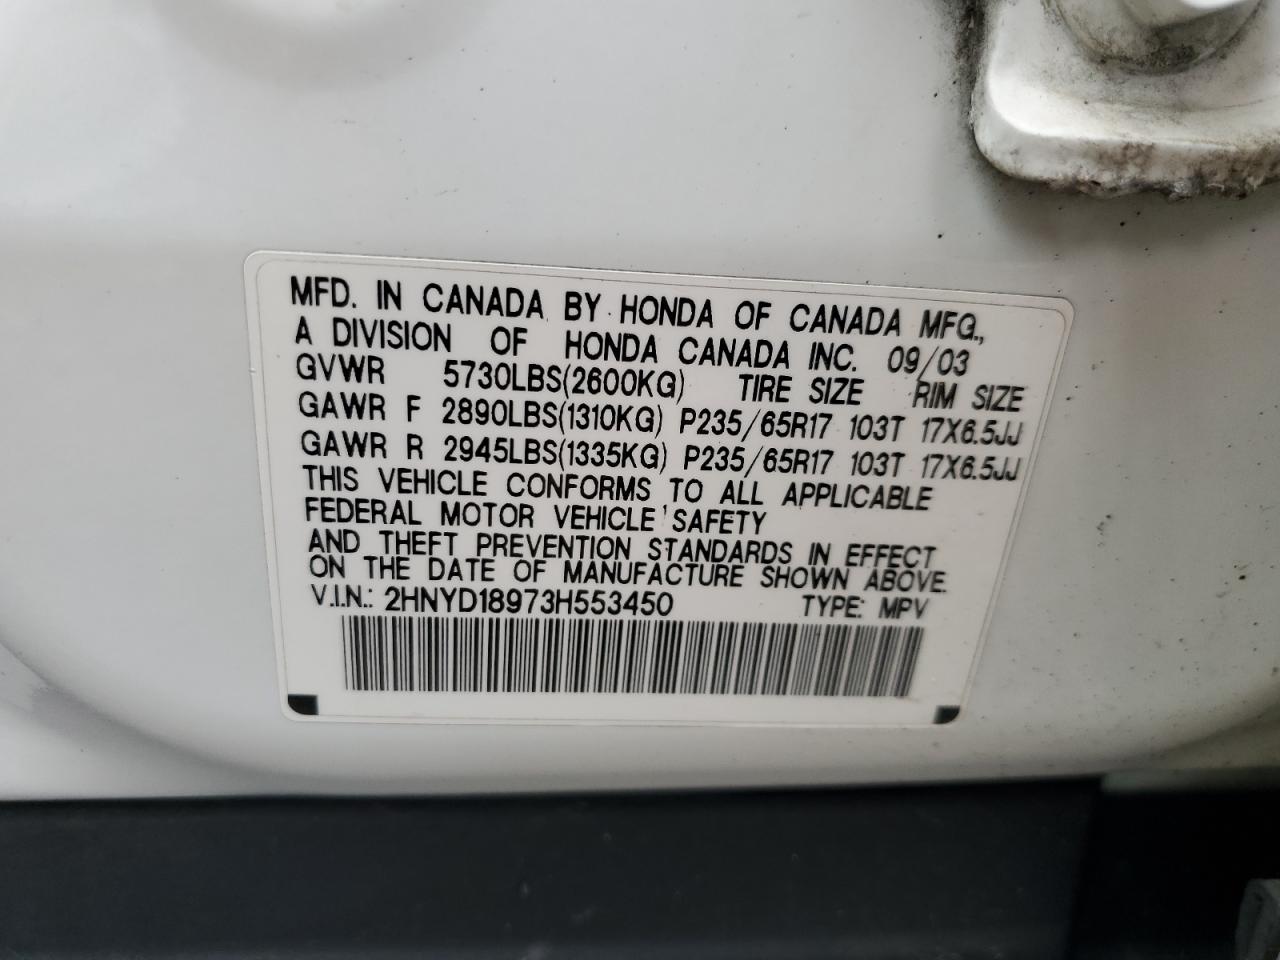 MFD. IN CANADA BY HONDA OF CANADA MFG.,
A DIVISION OF HONDA CANADA INC. 09/03
GVWR 5730LBS(2600KG) TIRE SIZE RIM SIZE
GAWR F 2890LBS(1310KG) P235/65R17 103T 17X6.5JJ
GAWR R 2945LBS(1335KG) P235/65R17 103T 17X6.5JJ
THIS VEHICLE CONFORMS TO ALL APPLICABLE
FEDERAL MOTOR VEHICLE SAFETY
AND THEFT PREVENTION STANDARDS IN EFFECT
ON THE DATE OF MANUFACTURE SHOWN ABOVE.
V.I.N.: 2HNYD18973H553450 TYPE: MPV